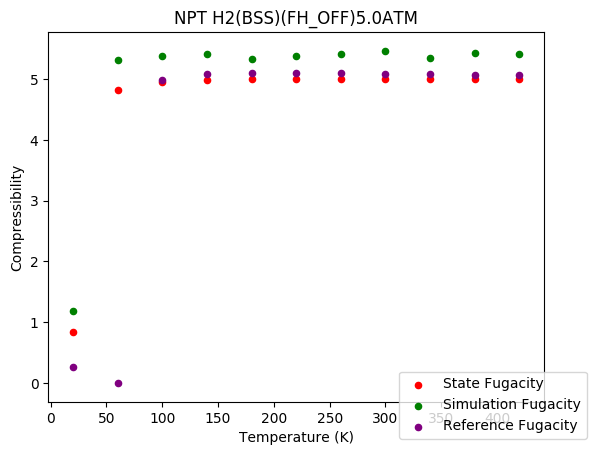 NPT H2(BSS)(FH_OFF)5.0ATM
Compressibility
5
4
3
2
1
0
0 50 100 150 200 250 300 350 400
Temperature (K)
State Fugacity
Simulation Fugacity
Reference Fugacity